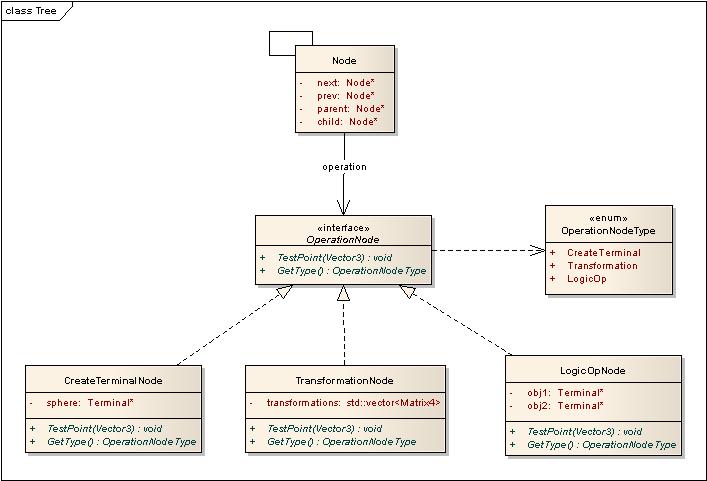 class Tree
Node
- next: Node*
- prev: Node*
- parent: Node*
- child: Node*
operation
«interface»
OperationNode
+ TestPoint(Vector3) : void
+ GetType() : OperationNodeType
«enum»
OperationNodeType
+ CreateTerminal
+ Transformation
+ LogicOp
CreateTerminalNode
- sphere: Terminal*
+ TestPoint(Vector3) : void
+ GetType() : OperationNodeType
TransformationNode
- transformations: std::vector<Matrix4>
+ TestPoint(Vector3) : void
+ GetType() : OperationNodeType
LogicOpNode
- obj1: Terminal*
- obj2: Terminal*
+ TestPoint(Vector3) : void
+ GetType() : OperationNodeType